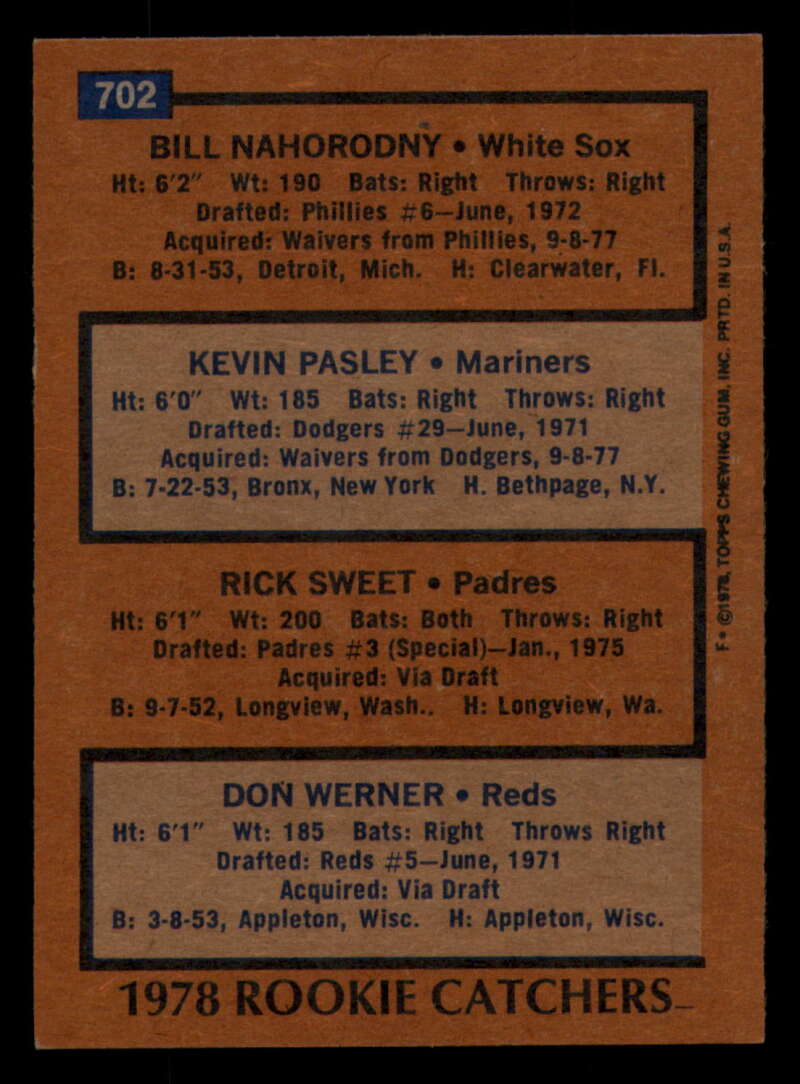 702
BILL NAHORODNY • White Sox
Ht: 6'2" Wt: 190 Bats: Right Throws: Right
Drafted: Phillies #6—June, 1972
Acquired: Waivers from Phillies, 9-8-77
B: 8-31-53, Detroit, Mich. H: Clearwater, Fl.
KEVIN PASLEY • Mariners
Ht: 6'0" Wt: 185 Bats: Right Throws: Right
Drafted: Dodgers #29—June, 1971
Acquired: Waivers from Dodgers, 9-8-77
B: 7-22-53, Bronx, New York H. Bethpage, N.Y.
RICK SWEET • Padres
Ht: 6'1" Wt: 200 Bats: Both Throws: Right
Drafted: Padres #3 (Special)—Jan., 1975
Acquired: Via Draft
B: 9-7-52, Longview, Wash.. H: Longview, Wa.
DON WERNER • Reds
Ht: 6'1" Wt: 185 Bats: Right Throws Right
Drafted: Reds #5—June, 1971
Acquired: Via Draft
B: 3-8-53, Appleton, Wisc. H: Appleton, Wisc.
1978 ROOKIE CATCHERS
F• ©1978, TOPPS CHEWING GUM, INC. PRTD. IN U.S.A.